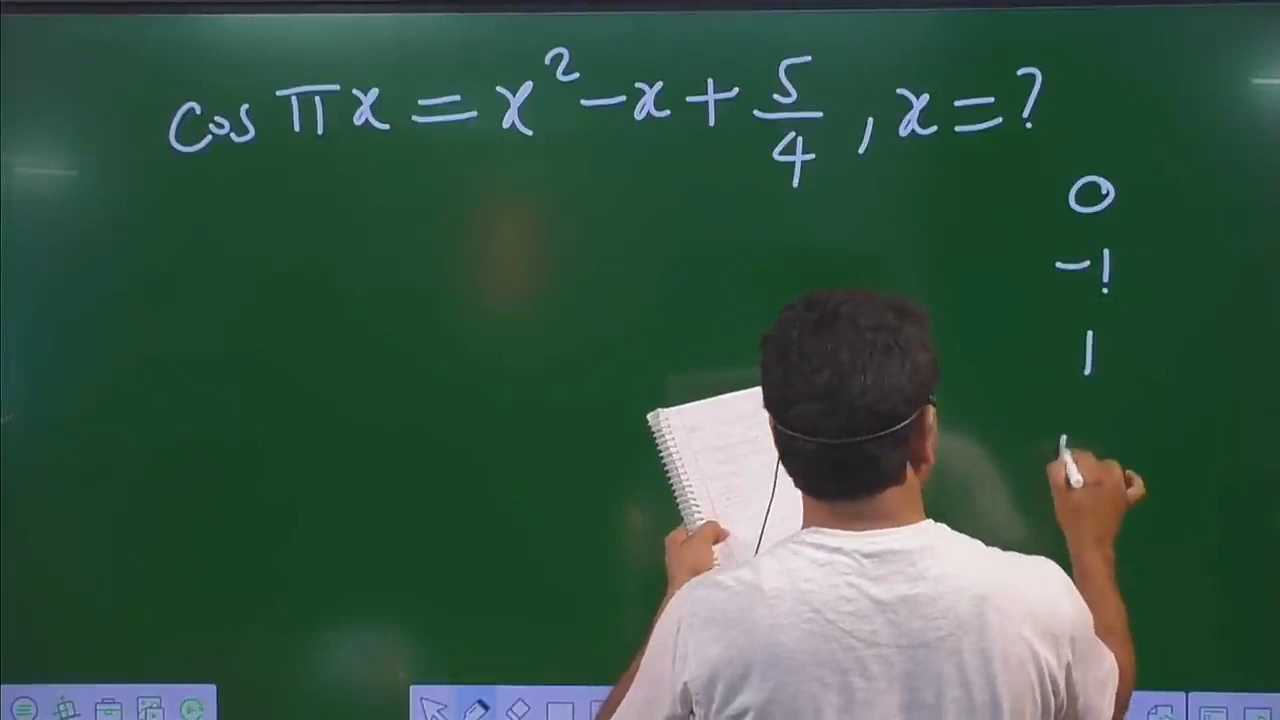 cos πx = x² - x + 5/4 , x = ?
0
-1
1